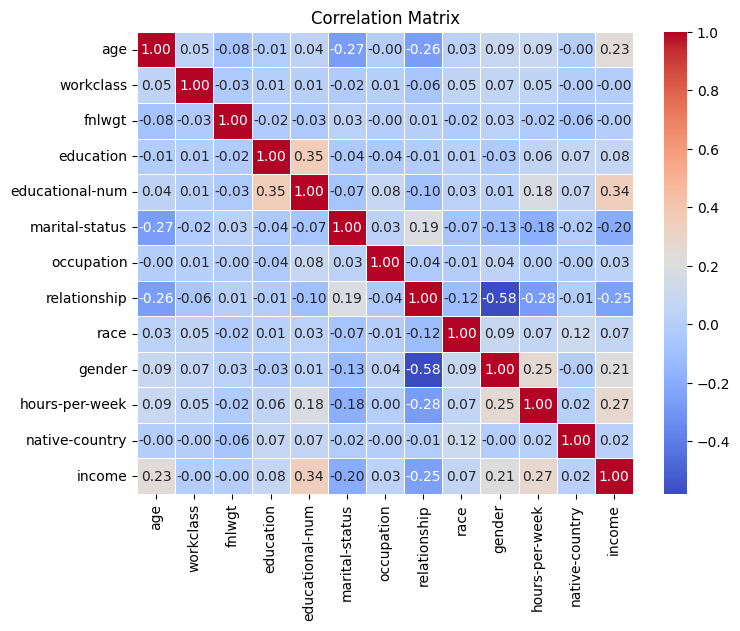 Correlation Matrix
age 1.00 0.05 -0.08 -0.01 0.04 -0.27 -0.00 -0.26 0.03 0.09 0.09 -0.00 0.23
workclass 0.05 1.00 -0.03 0.01 0.01 -0.02 0.01 -0.06 0.05 0.07 0.05 -0.00 -0.00
fnlwgt -0.08 -0.03 1.00 -0.02 -0.03 0.03 -0.00 0.01 -0.02 0.03 -0.02 -0.06 -0.00
education -0.01 0.01 -0.02 1.00 0.35 -0.04 -0.04 -0.01 0.01 -0.03 0.06 0.07 0.08
educational-num 0.04 0.01 -0.03 0.35 1.00 -0.07 0.08 -0.10 0.03 0.01 0.18 0.07 0.34
marital-status -0.27 -0.02 0.03 -0.04 -0.07 1.00 0.03 0.19 -0.07 -0.13 -0.18 -0.02 -0.20
occupation -0.00 0.01 -0.00 -0.04 0.08 0.03 1.00 -0.04 -0.01 0.04 0.00 -0.00 0.03
relationship -0.26 -0.06 0.01 -0.01 -0.10 0.19 -0.04 1.00 -0.12 -0.58 -0.28 -0.01 -0.25
race 0.03 0.05 -0.02 0.01 0.03 -0.07 -0.01 -0.12 1.00 0.09 0.07 0.12 0.07
gender 0.09 0.07 0.03 -0.03 0.01 -0.13 0.04 -0.58 0.09 1.00 0.25 -0.00 0.21
hours-per-week 0.09 0.05 -0.02 0.06 0.18 -0.18 0.00 -0.28 0.07 0.25 1.00 0.02 0.27
native-country -0.00 -0.00 -0.06 0.07 0.07 -0.02 -0.00 -0.01 0.12 -0.00 0.02 1.00 0.02
income 0.23 -0.00 -0.00 0.08 0.34 -0.20 0.03 -0.25 0.07 0.21 0.27 0.02 1.00
age
workclass
fnlwgt
education
educational-num
marital-status
occupation
relationship
race
gender
hours-per-week
native-country
income
1.0
0.8
0.6
0.4
0.2
0.0
−0.2
−0.4